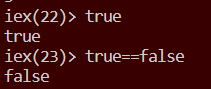 iex(22)> true
true
iex(23)> true==false
false